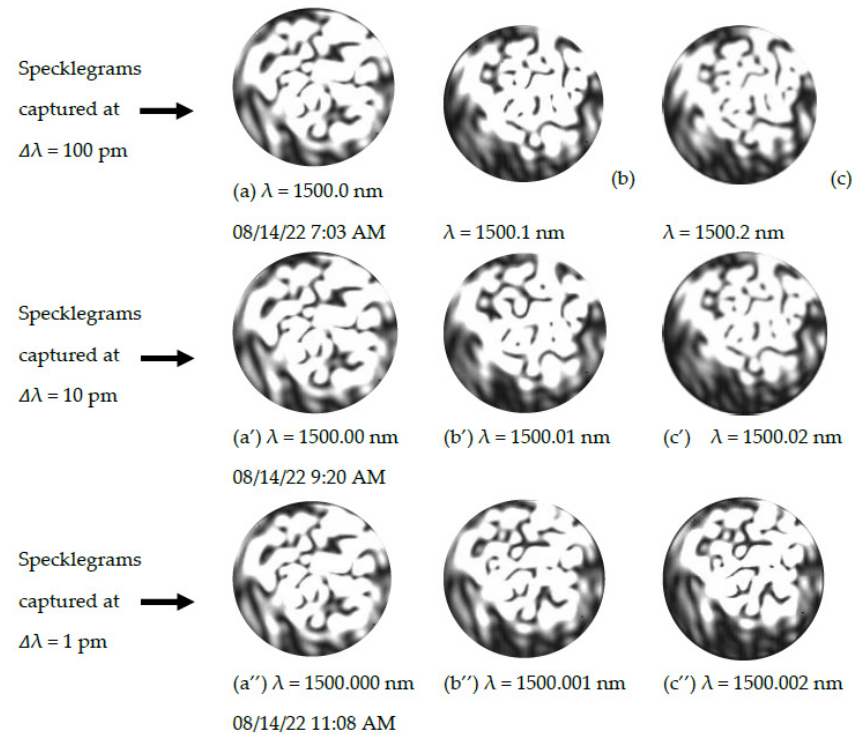 Specklegrams
captured at
Δλ = 100 pm
(a) λ = 1500.0 nm
(b)
(c)
08/14/22 7:03 AM
λ = 1500.1 nm
λ = 1500.2 nm
Specklegrams
captured at
Δλ = 10 pm
(a′) λ = 1500.00 nm
(b′) λ = 1500.01 nm
(c′) λ = 1500.02 nm
08/14/22 9:20 AM
Specklegrams
captured at
Δλ = 1 pm
(a′′) λ = 1500.000 nm
(b′′) λ = 1500.001 nm
(c′′) λ = 1500.002 nm
08/14/22 11:08 AM